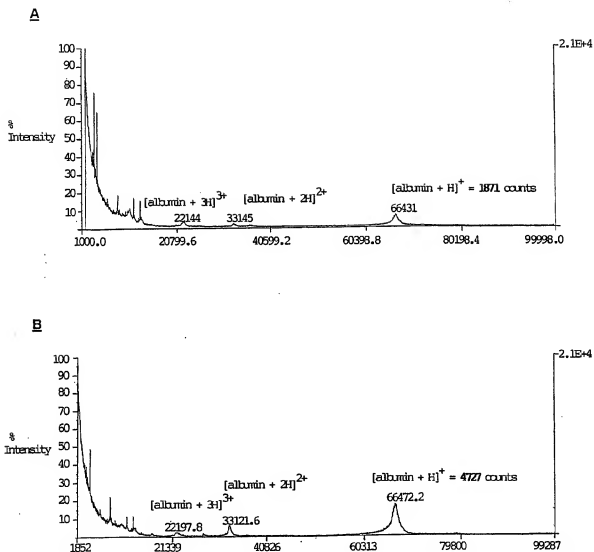 A
2.1E+4
100
90
80
70
60
50
40
30
20
10
%
Intensity
[albumin + 3H]3+
[albumin + 2H]2+
[albumin + H]+ = 1871 counts
22144
33145
66431
1000.0 20799.6 40599.2 60398.8 80198.4 99998.0
B
2.1E+4
100
90
80
70
60
50
40
30
20
10
%
Intensity
[albumin + 3H]3+
[albumin + 2H]2+
[albumin + H]+ = 4727 counts
22197.8
33121.6
66472.2
1852 21339 40826 60313 79800 99287